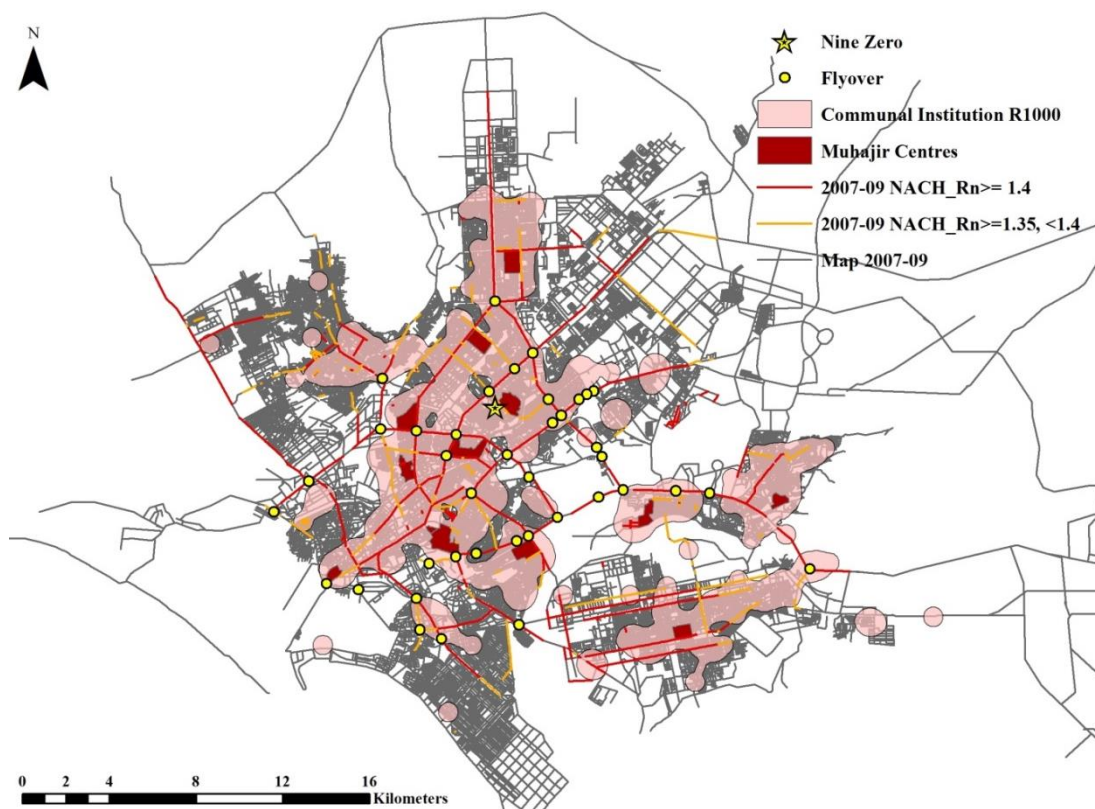 N
Nine Zero
Flyover
Communal Institution R1000
Muhajir Centres
2007-09 NACH_Rn>= 1.4
2007-09 NACH_Rn>=1.35, <1.4
Map 2007-09
0 2 4 8 12 16
Kilometers